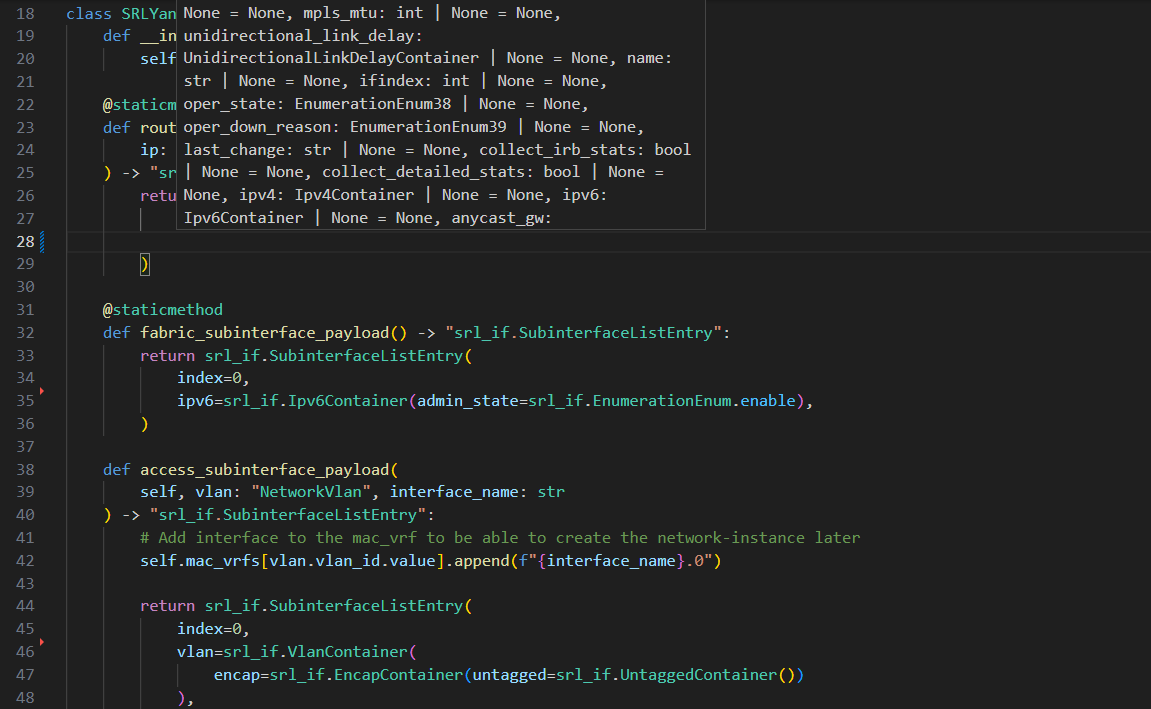 18 class SRLYan
None = None, mpls_mtu: int | None = None,
19 def __in
unidirectional_link_delay:
20 self
UnidirectionalLinkDelayContainer | None = None, name:
21
str | None = None, ifindex: int | None = None,
22 @staticm
oper_state: EnumerationEnum38 | None = None,
23 def rout
oper_down_reason: EnumerationEnum39 | None = None,
24 ip:
last_change: str | None = None, collect_irb_stats: bool
25 ) -> "sr
| None = None, collect_detailed_stats: bool | None =
26 retu
None, ipv4: Ipv4Container | None = None, ipv6:
27
Ipv6Container | None = None, anycast_gw:
28
29 )
30
31 @staticmethod
32 def fabric_subinterface_payload() -> "srl_if.SubinterfaceListEntry":
33 return srl_if.SubinterfaceListEntry(
34 index=0,
35 ipv6=srl_if.Ipv6Container(admin_state=srl_if.EnumerationEnum.enable),
36 )
37
38 def access_subinterface_payload(
39 self, vlan: "NetworkVlan", interface_name: str
40 ) -> "srl_if.SubinterfaceListEntry":
41 # Add interface to the mac_vrf to be able to create the network-instance later
42 self.mac_vrfs[vlan.vlan_id.value].append(f"{interface_name}.0")
43
44 return srl_if.SubinterfaceListEntry(
45 index=0,
46 vlan=srl_if.VlanContainer(
47 encap=srl_if.EncapContainer(untagged=srl_if.UntaggedContainer())
48 ),